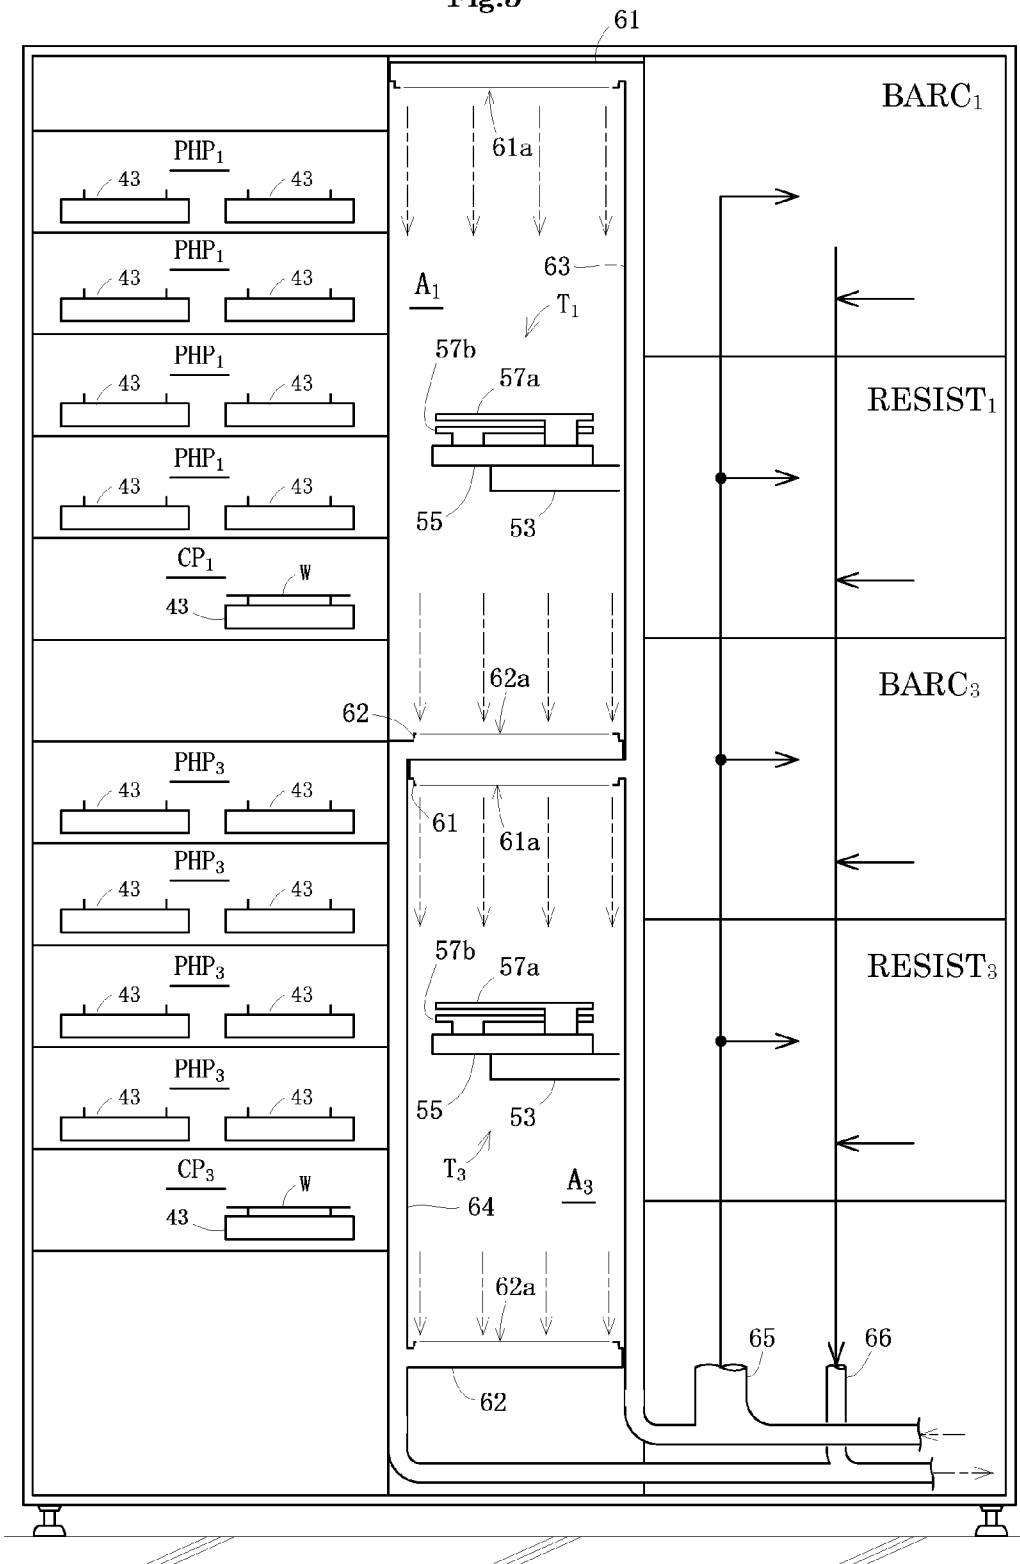 Fig.5
61
BARC1
61a
PHP1
43 43
63
A1
T1
PHP1
43 43
57b
57a
PHP1
43 43
RESIST1
PHP1
43 43
55
53
CP1
W
43
62a
BARC3
62
PHP3
43 43
61
61a
PHP3
43 43
57b
57a
RESIST3
PHP3
43 43
PHP3
43 43
55
53
T3
A3
CP3
W
43
64
62a
65
66
62